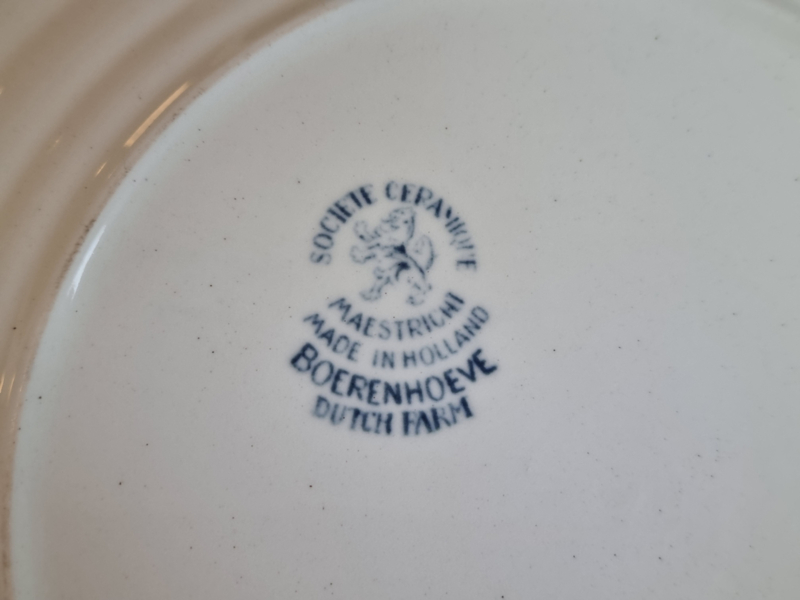 SOCIETE CERAMIQUE
MAESTRICHT
MADE IN HOLLAND
BOERENHOEVE
DUTCH FARM